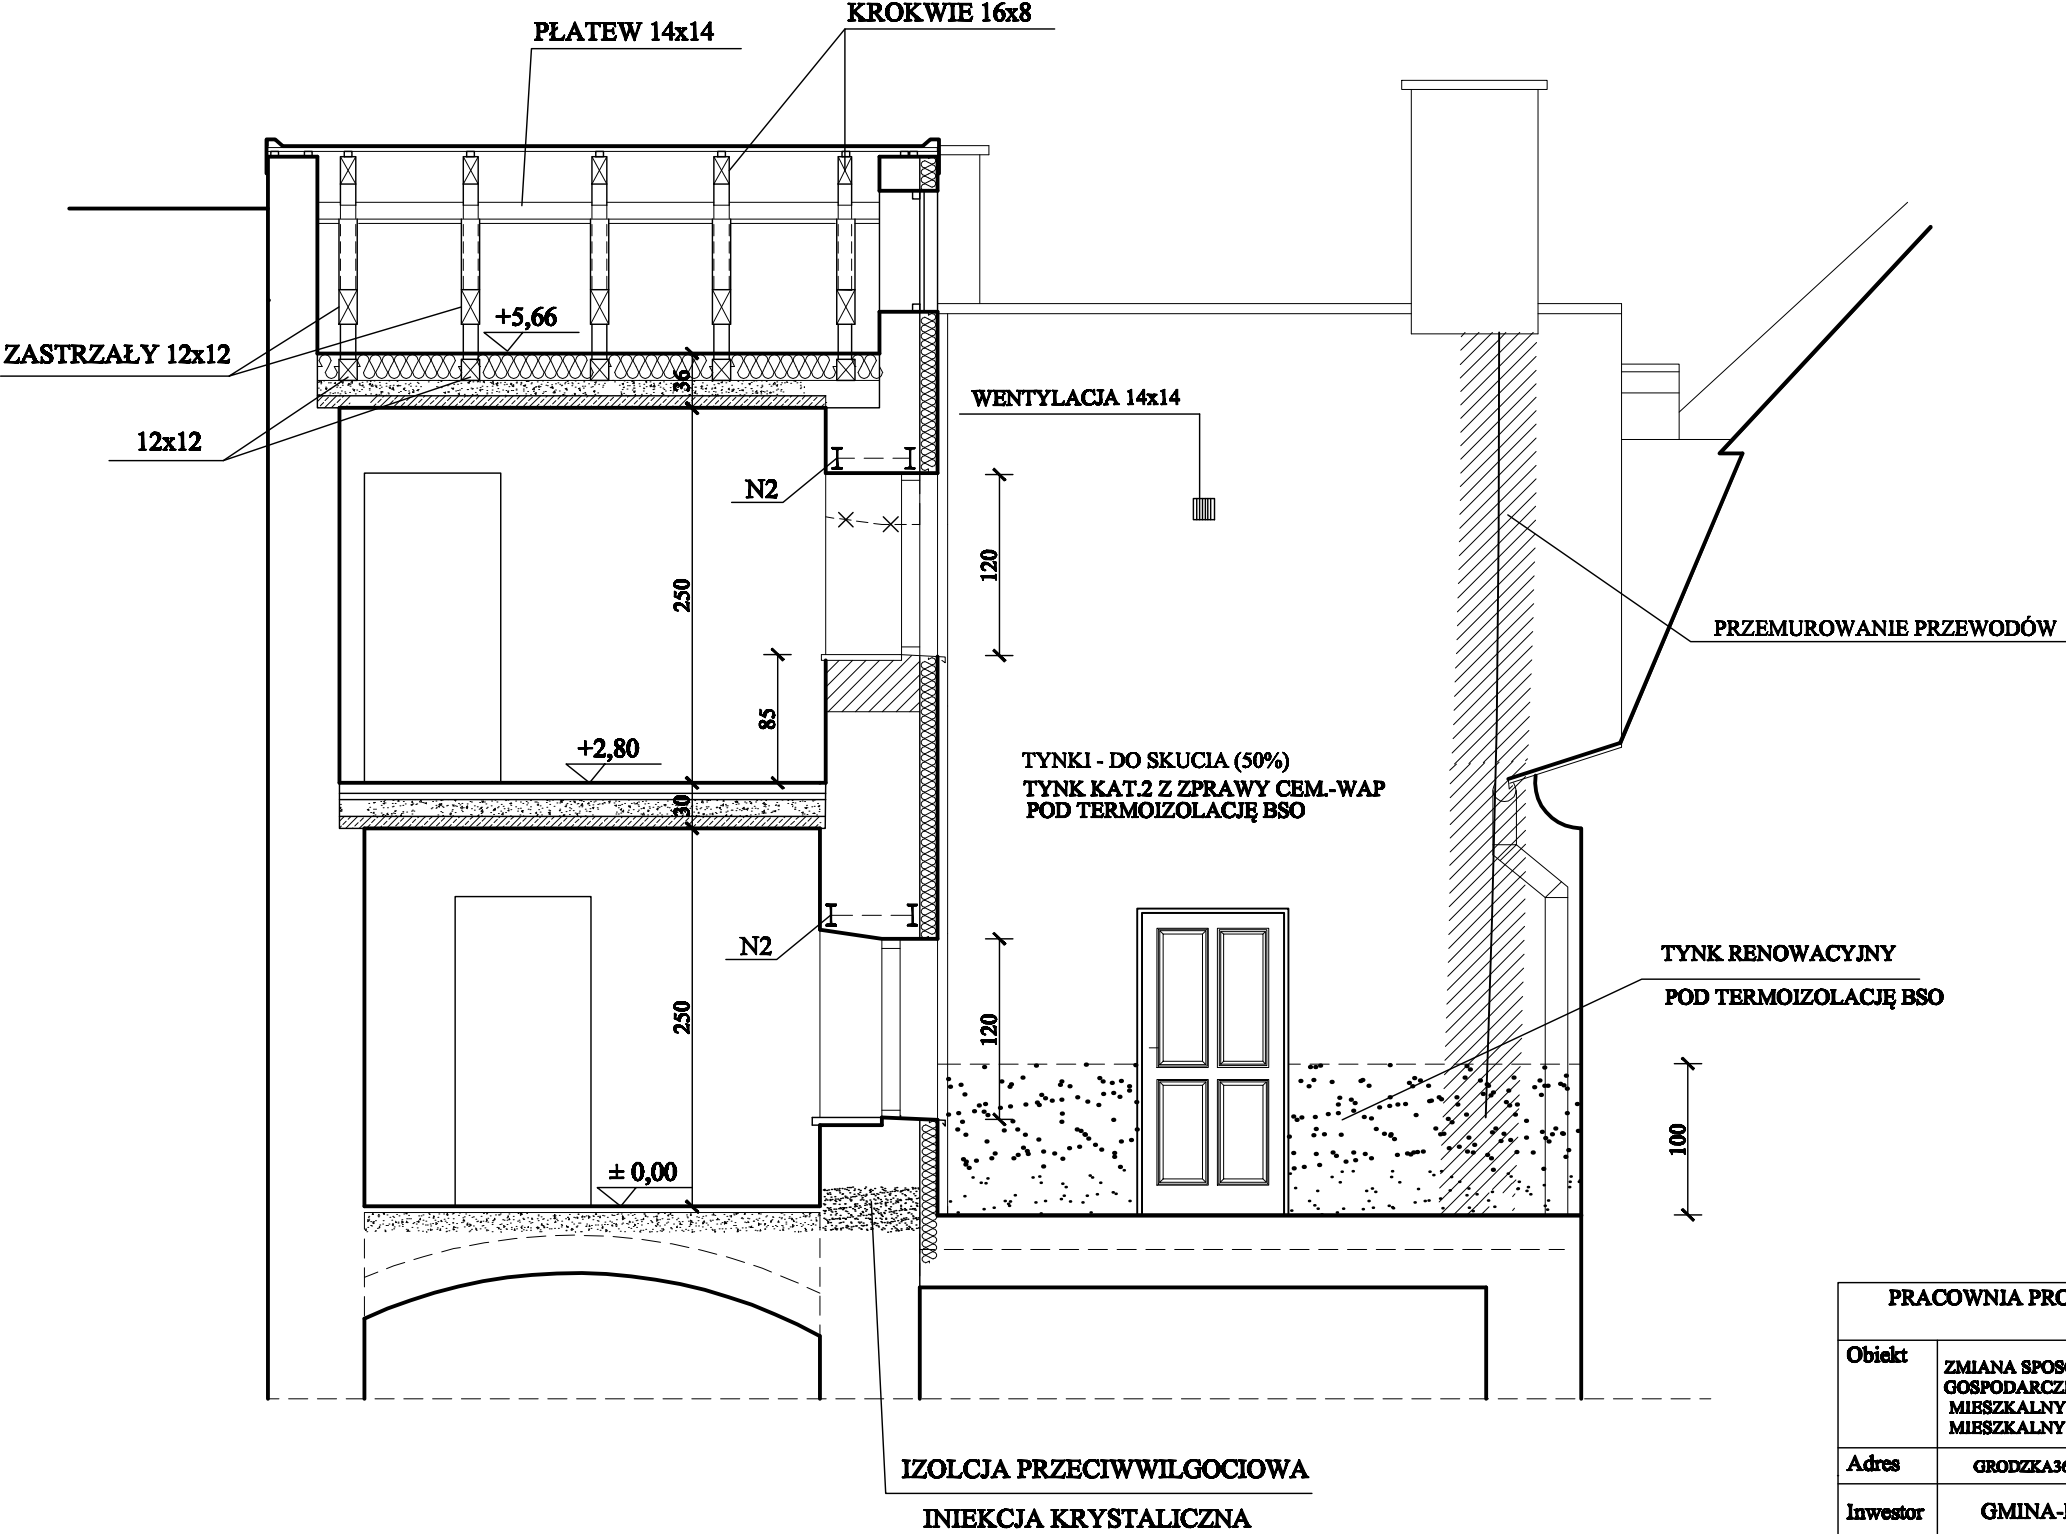 KROKWIE 16x8
PŁATEW 14x14
+5,66
ZASTRZAŁY 12x12
36
WENTYLACJA 14x14
12x12
N2
120
250
PRZEMUROWANIE PRZEWODÓW
85
+2,80
TYNKI - DO SKUCIA (50%)
TYNK KAT.2 Z ZPRAWY CEM.-WAP
POD TERMOIZOLACJĘ BSO
30
N2
TYNK RENOWACYJNY
POD TERMOIZOLACJĘ BSO
250
120
100
± 0,00
PRACOWNIA PRO
Obiekt
ZMIANA SPOS
GOSPODARCZ
MIESZKALNY
MIESZKALNY
Adres
GRODZKA36
Inwestor
GMINA-
IZOLCJA PRZECIWWILGOCIOWA
INIEKCJA KRYSTALICZNA